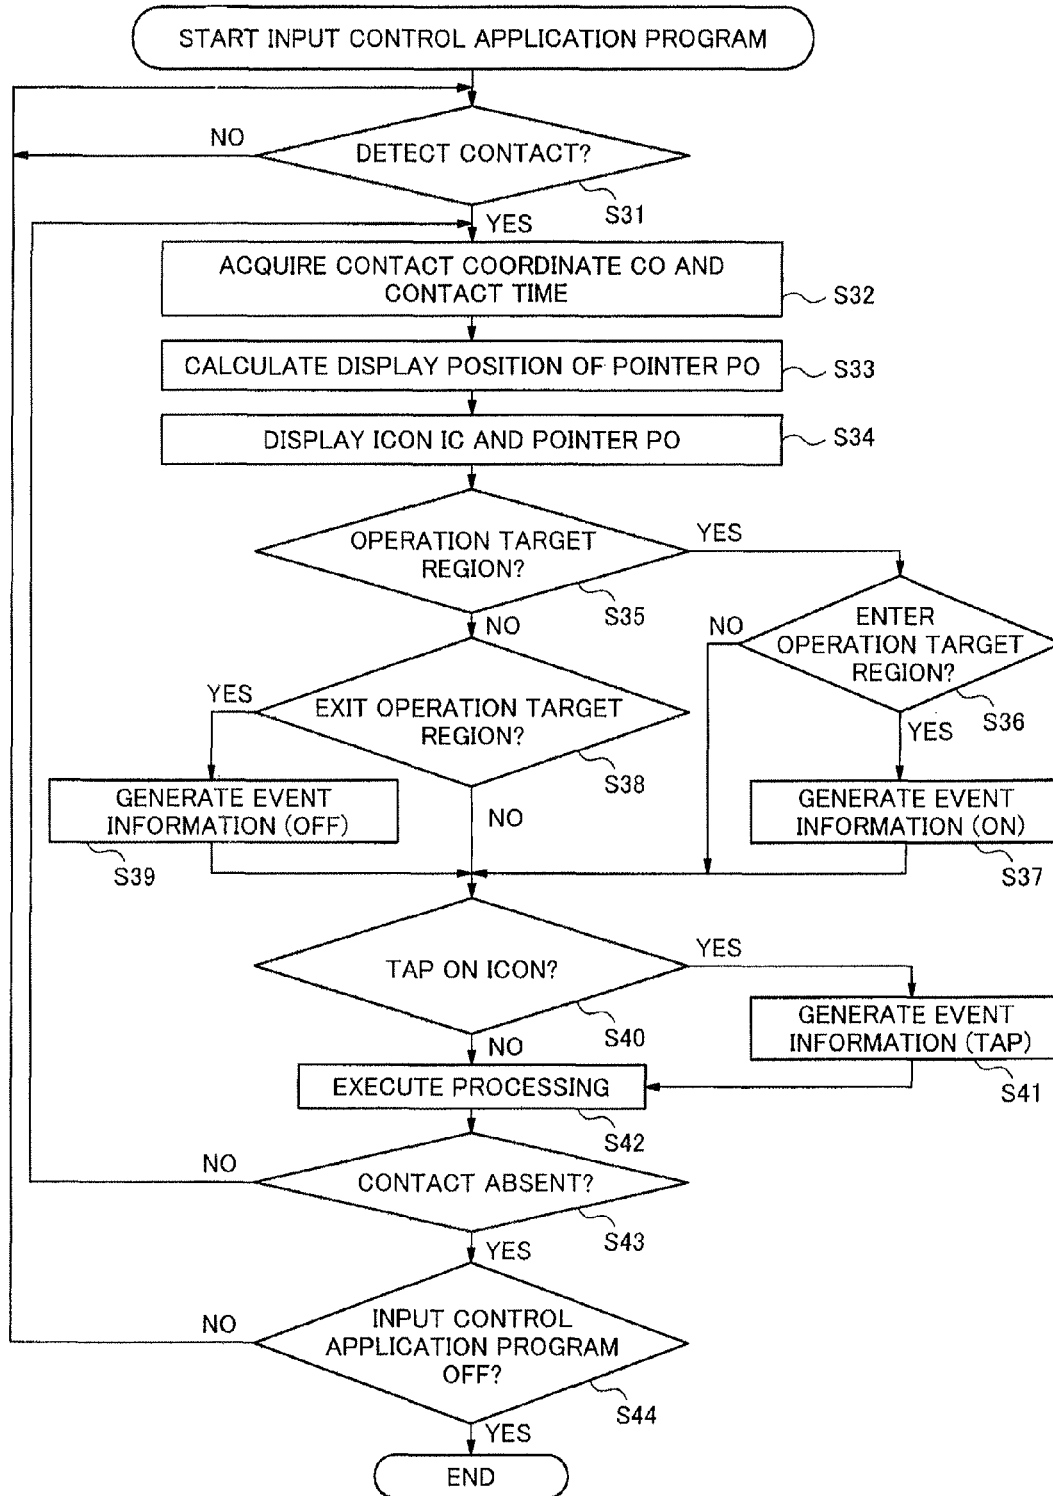 START INPUT CONTROL APPLICATION PROGRAM
NO
DETECT CONTACT?
S31
YES
ACQUIRE CONTACT COORDINATE CO AND
CONTACT TIME
S32
CALCULATE DISPLAY POSITION OF POINTER PO
S33
DISPLAY ICON IC AND POINTER PO
S34
OPERATION TARGET
REGION?
YES
S35
NO
ENTER
OPERATION TARGET
REGION?
NO
S36
YES
YES
EXIT OPERATION TARGET
REGION?
S38
NO
GENERATE EVENT
INFORMATION (OFF)
S39
GENERATE EVENT
INFORMATION (ON)
S37
TAP ON ICON?
YES
S40
NO
GENERATE EVENT
INFORMATION (TAP)
S41
EXECUTE PROCESSING
S42
NO
CONTACT ABSENT?
S43
YES
NO
INPUT CONTROL
APPLICATION PROGRAM
OFF?
S44
YES
END